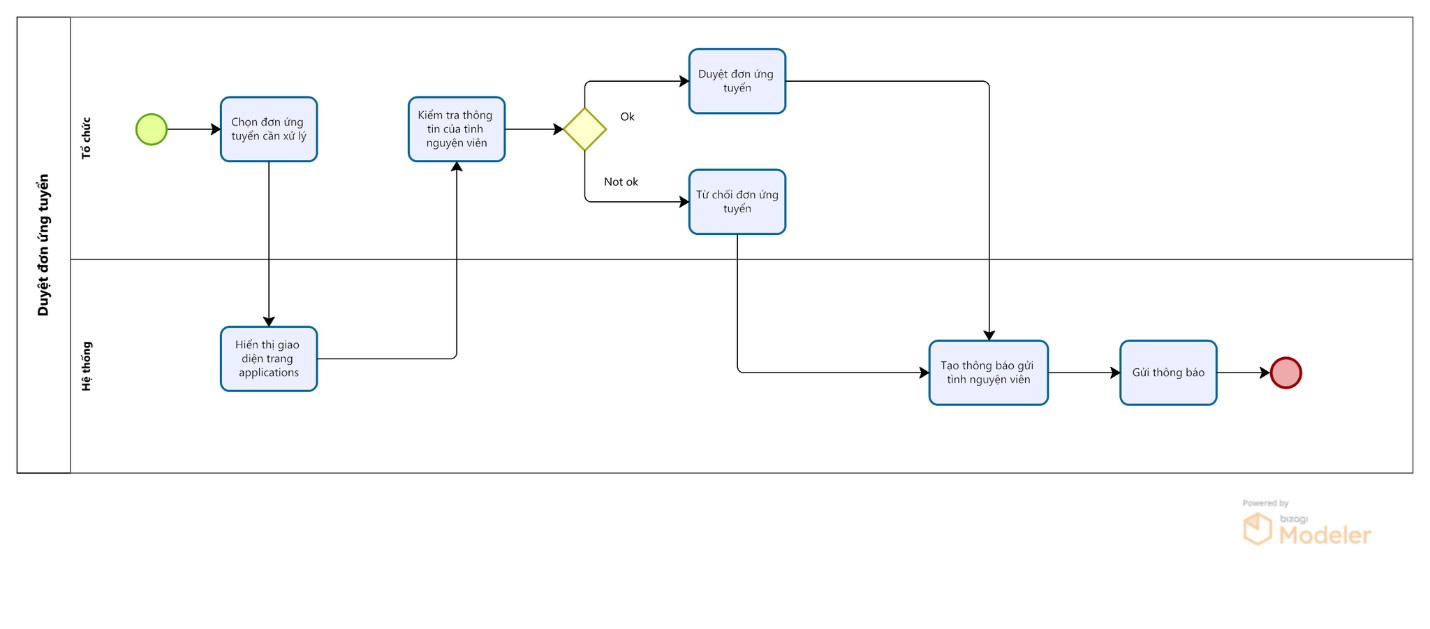 Duyệt đơn ứng tuyển
Tổ chức
Chọn đơn ứng
tuyển cần xử lý
Kiểm tra thông
tin của tình
nguyện viên
Ok
Not ok
Duyệt đơn ứng
tuyển
Từ chối đơn ứng
tuyển
Hệ thống
Hiển thị giao
diện trang
applications
Tạo thông báo gửi
tình nguyện viên
Gửi thông báo
Powered by
bizagi
Modeler